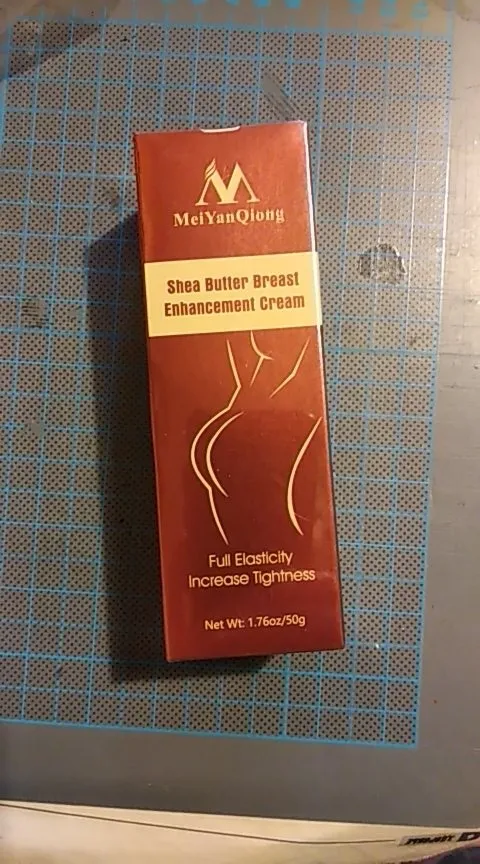 MeiYanQiong
Shea Butter Breast
Enhancement Cream
Full Elasticity
Increase Tightness
Net Wt: 1.76oz/50g